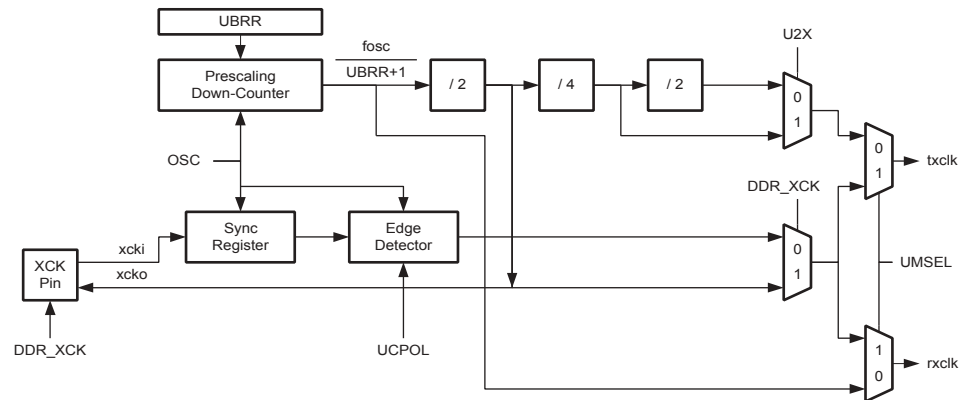 UBRR
fosc
U2X
Prescaling
Down-Counter
UBRR+1
/ 2
/ 4
/ 2
0
1
OSC
0
1
txclk
DDR_XCK
Sync
Register
Edge
Detector
xcki
0
1
UMSEL
XCK
Pin
xcko
DDR_XCK
UCPOL
1
0
rxclk